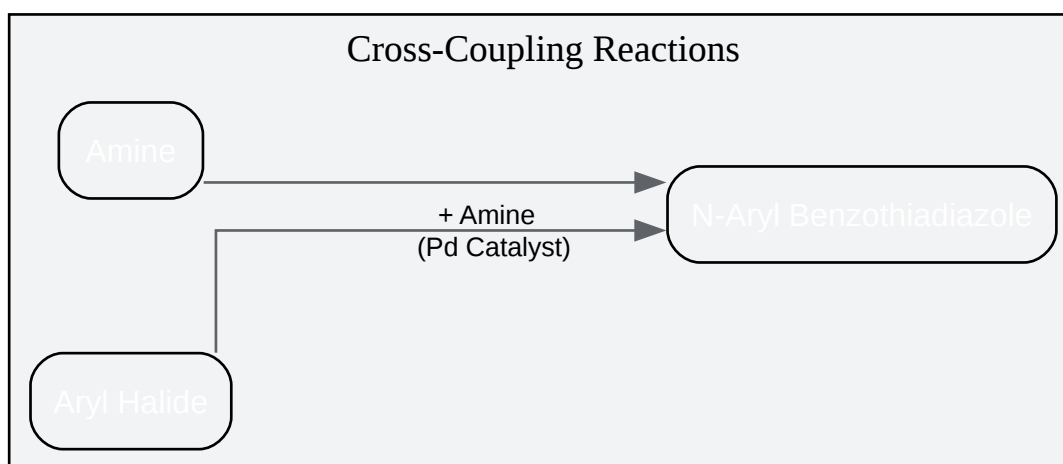 Cross-Coupling Reactions
Amine
+ Amine
(Pd Catalyst)
N-Aryl Benzothiadiazole
Aryl Halide